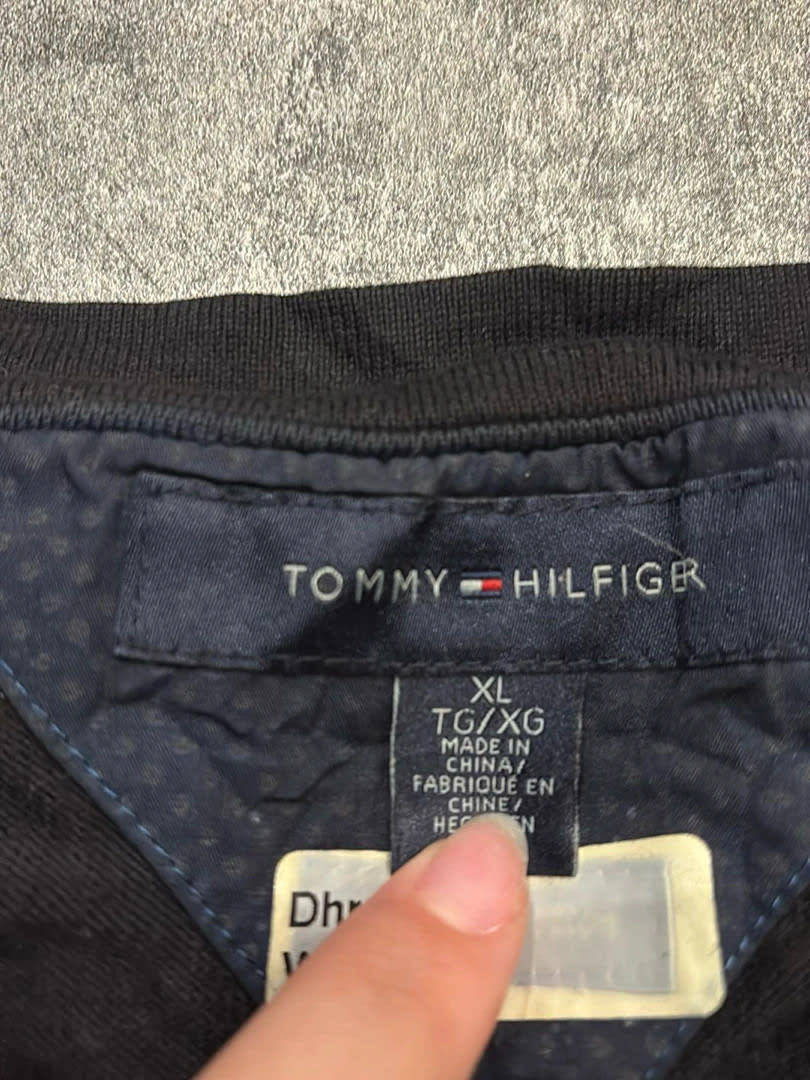 TOMMY HILFIGER
XL
TG/XG
MADE IN
CHINA/
FABRIQUÉ EN
CHINE/